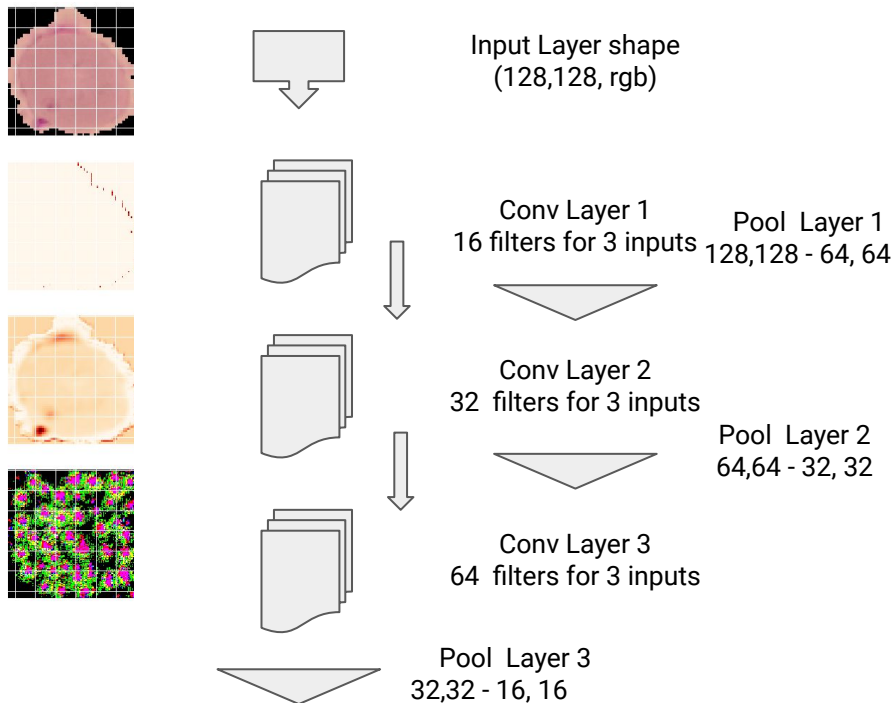 Input Layer shape
(128,128, rgb)
Conv Layer 1
16 filters for 3 inputs
Pool Layer 1
128,128 - 64, 64
Conv Layer 2
32 filters for 3 inputs
Pool Layer 2
64,64 - 32, 32
Conv Layer 3
64 filters for 3 inputs
Pool Layer 3
32,32 - 16, 16